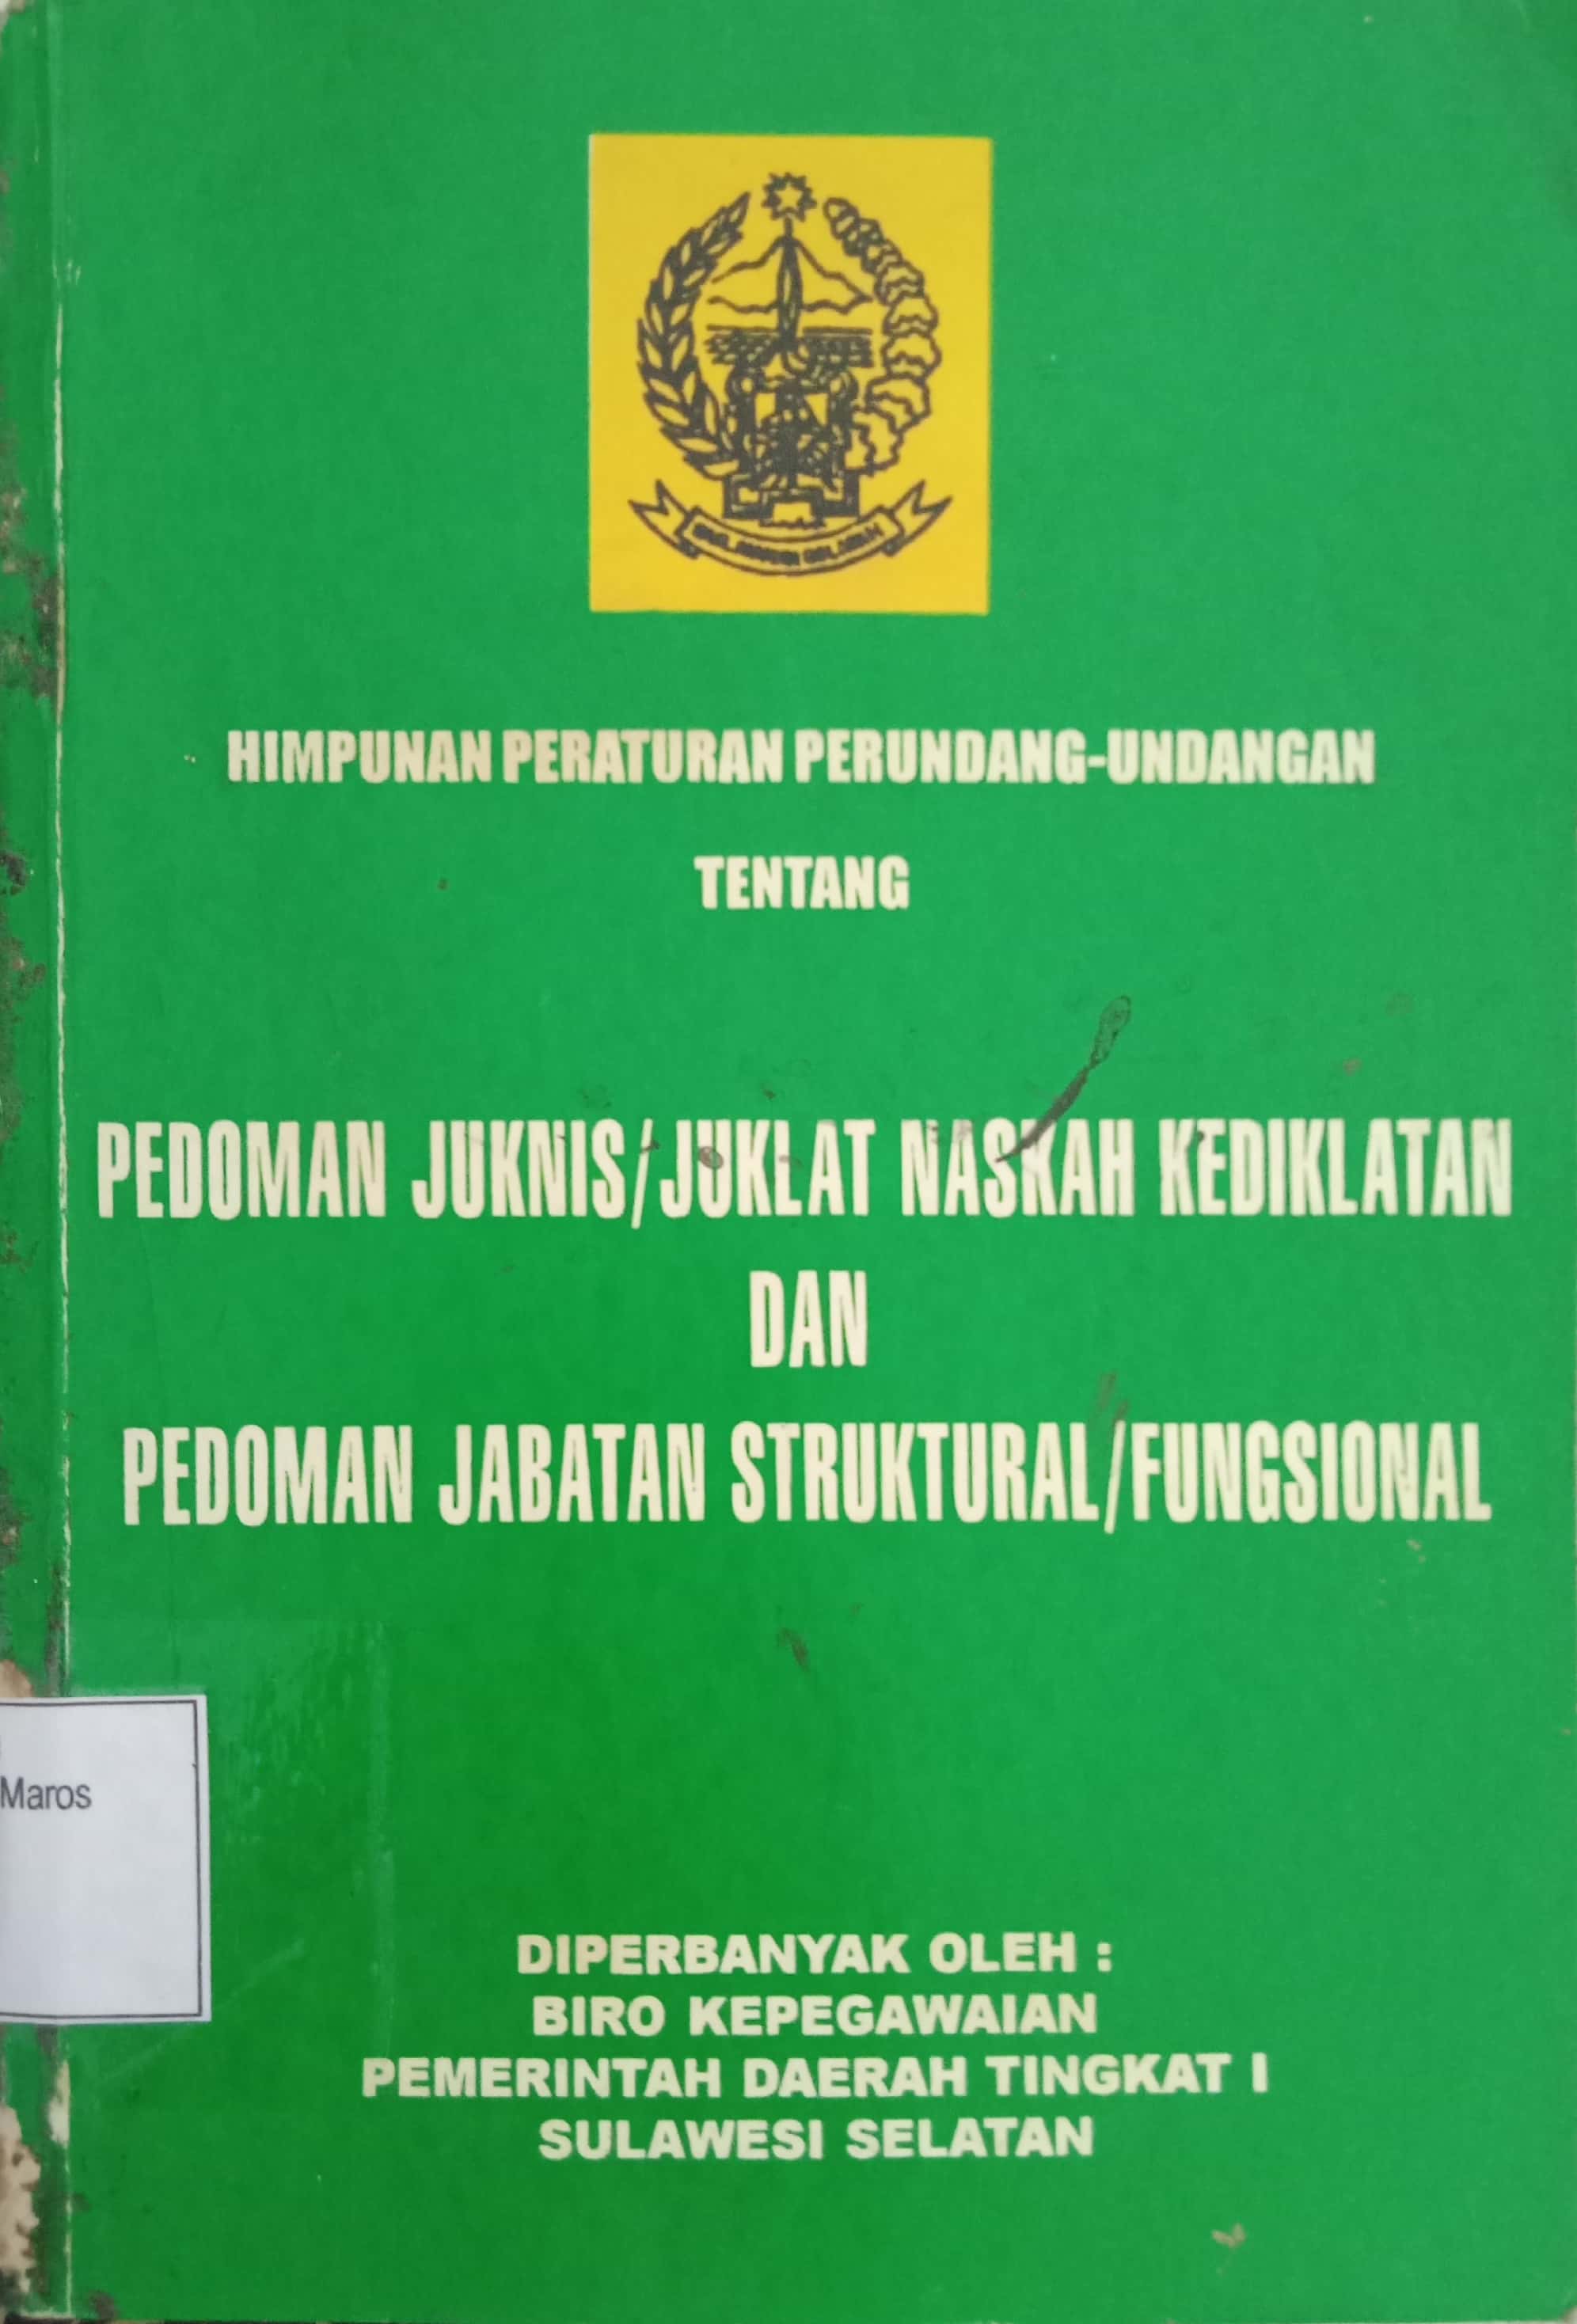 HIMPUNAN PERATURAN PERUNDANG-UNDANGAN
TENTANG
PEDOMAN JUKNIS/JUKLAT NASKAH KEDIKLATAN
DAN
PEDOMAN JABATAN STRUKTURAL/FUNGSIONAL
Maros
DIPERBANYAK OLEH :
BIRO KEPEGAWAIAN
PEMERINTAH DAERAH TINGKAT I
SULAWESI SELATAN